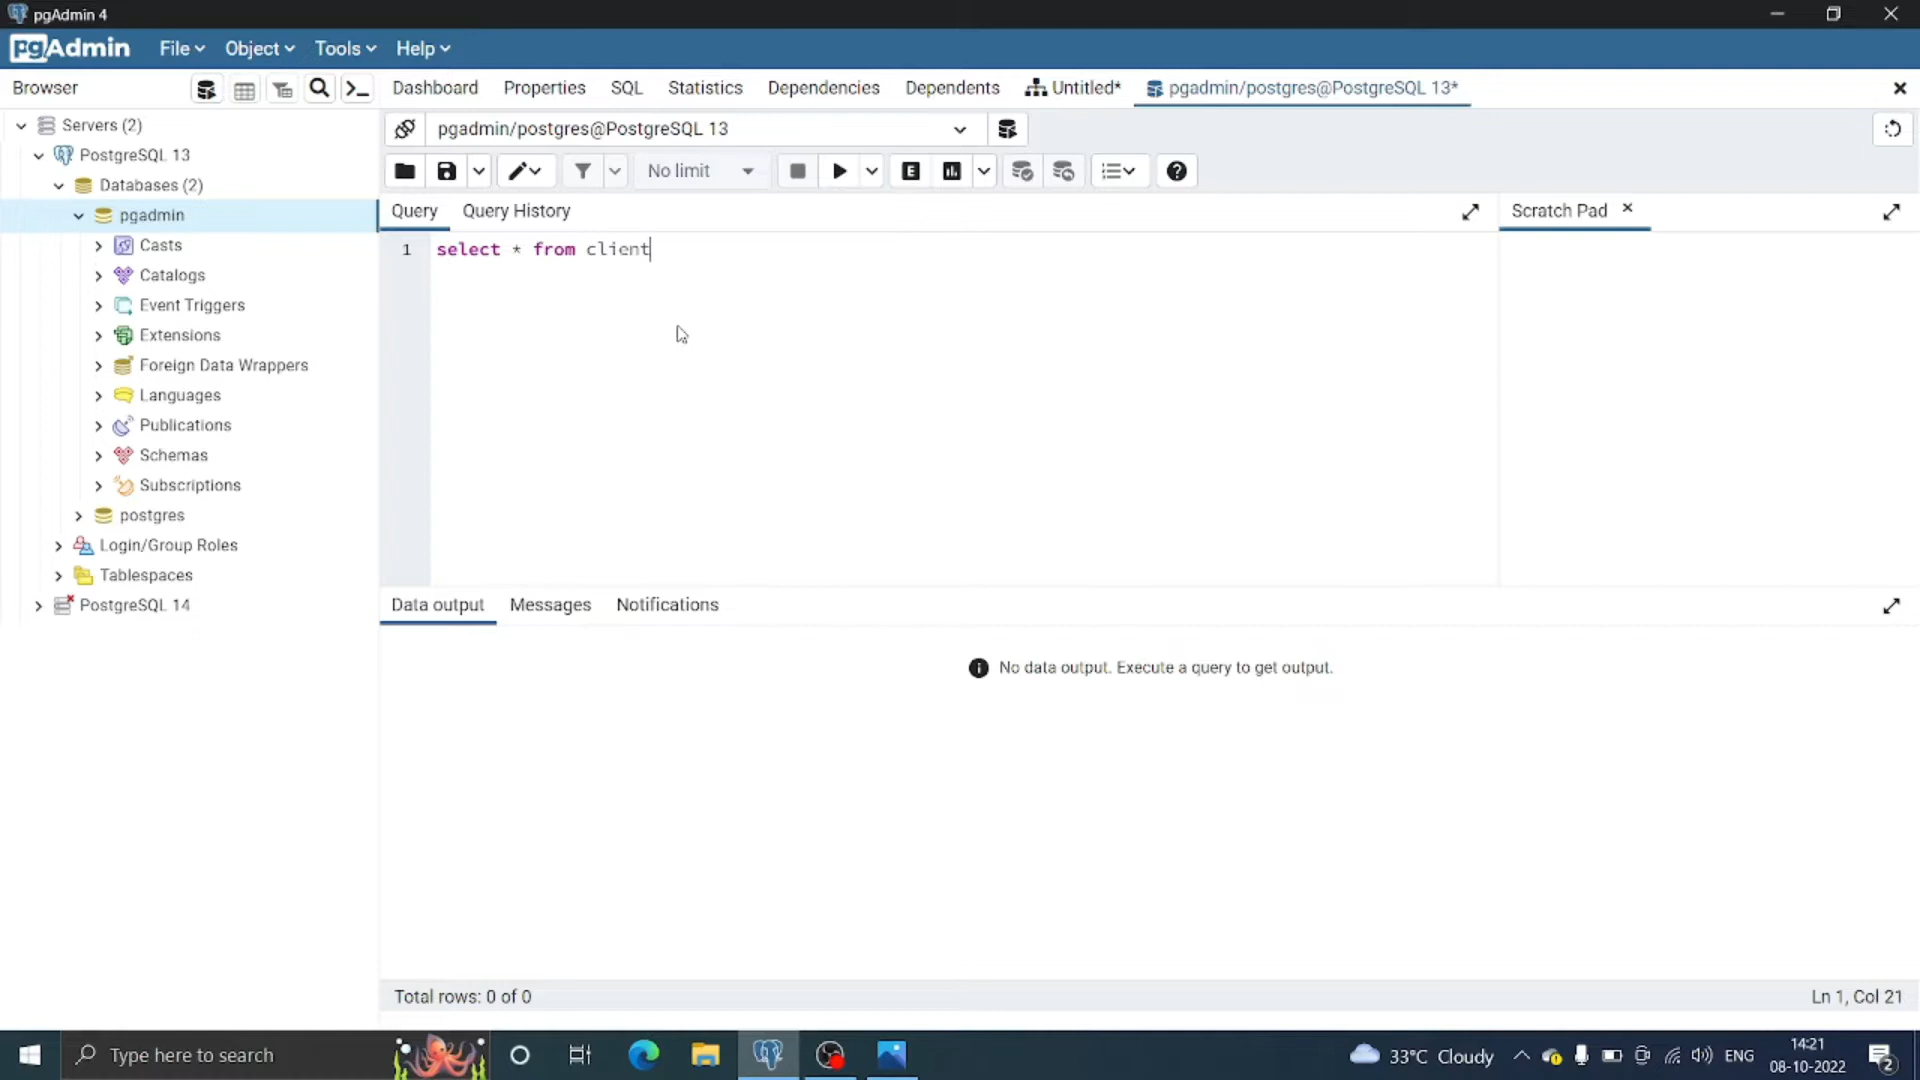 pgAdmin 4
pgAdmin File Object Tools Help
Browser Dashboard Properties SQL Statistics Dependencies Dependents Untitled* pgadmin/postgres@PostgreSQL 13*
Servers (2)
PostgreSQL 13
Databases (2)
pgadmin
Casts
Catalogs
Event Triggers
Extensions
Foreign Data Wrappers
Languages
Publications
Schemas
Subscriptions
postgres
Login/Group Roles
Tablespaces
PostgreSQL 14
pgadmin/postgres@PostgreSQL 13
No limit E
Query Query History Scratch Pad
1 select * from client
Data output Messages Notifications
No data output. Execute a query to get output.
Total rows: 0 of 0 Ln 1, Col 21
Type here to search 33°C Cloudy ENG 14:21
08-10-2022 2